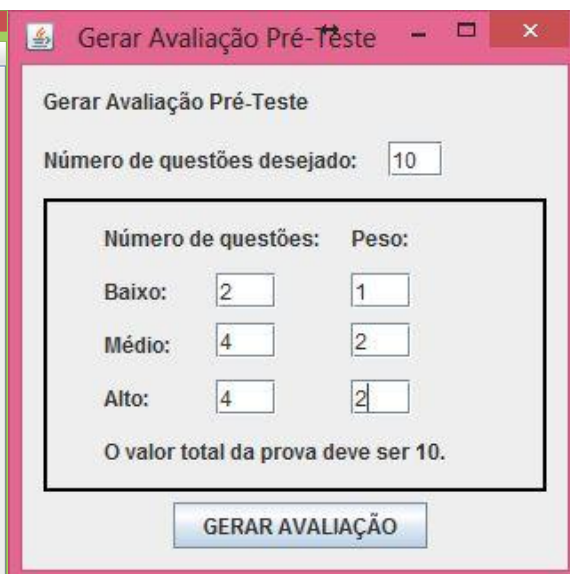 Gerar Avaliação Pré-Teste
Gerar Avaliação Pré-Teste
Número de questões desejado: 10
Número de questões: Peso:
Baixo: 2 1
Médio: 4 2
Alto: 4 2
O valor total da prova deve ser 10.
GERAR AVALIAÇÃO